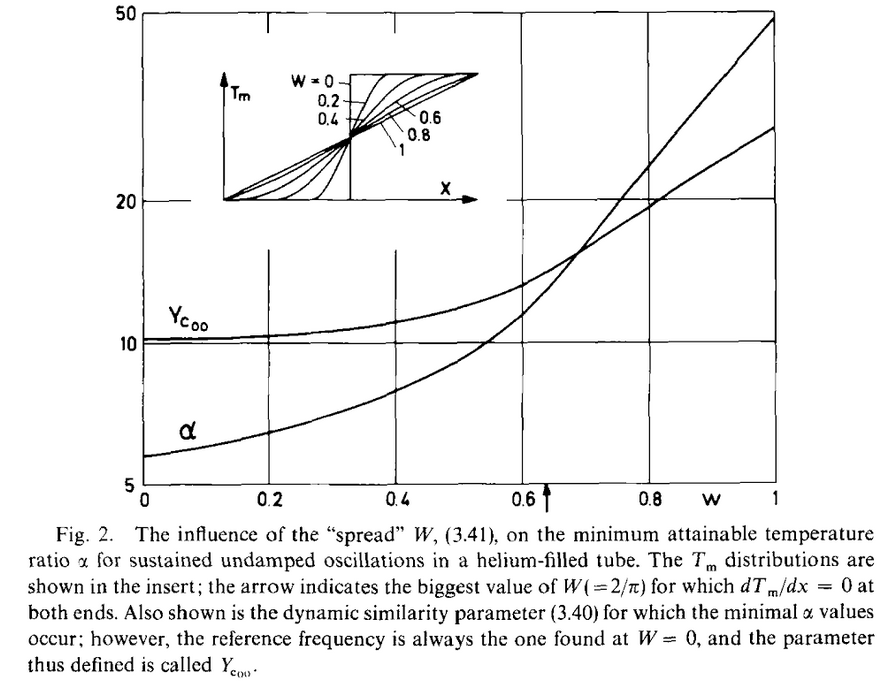 50
20
10
5
Tm
W = 0
0.2
0.4
0.6
0.8
1
X
Yc₀₀
α
0 0.2 0.4 0.6 0.8 W 1
Fig. 2. The influence of the “spread” W, (3.41), on the minimum attainable temperature
ratio α for sustained undamped oscillations in a helium-filled tube. The Tm distributions are
shown in the insert; the arrow indicates the biggest value of W(=2/π) for which dTm/dx = 0 at
both ends. Also shown is the dynamic similarity parameter (3.40) for which the minimal α values
occur; however, the reference frequency is always the one found at W = 0, and the parameter
thus defined is called Yc₀₀.